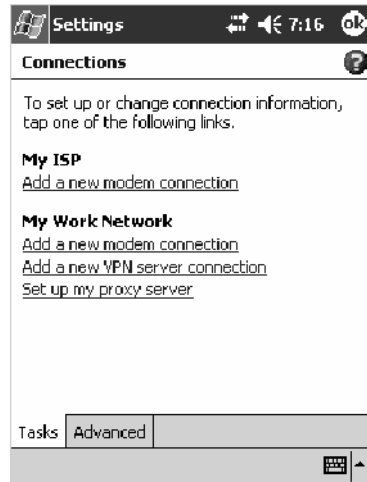 Settings 7:16 ok
Connections ?
To set up or change connection information,
tap one of the following links.
My ISP
Add a new modem connection
My Work Network
Add a new modem connection
Add a new VPN server connection
Set up my proxy server
Tasks Advanced